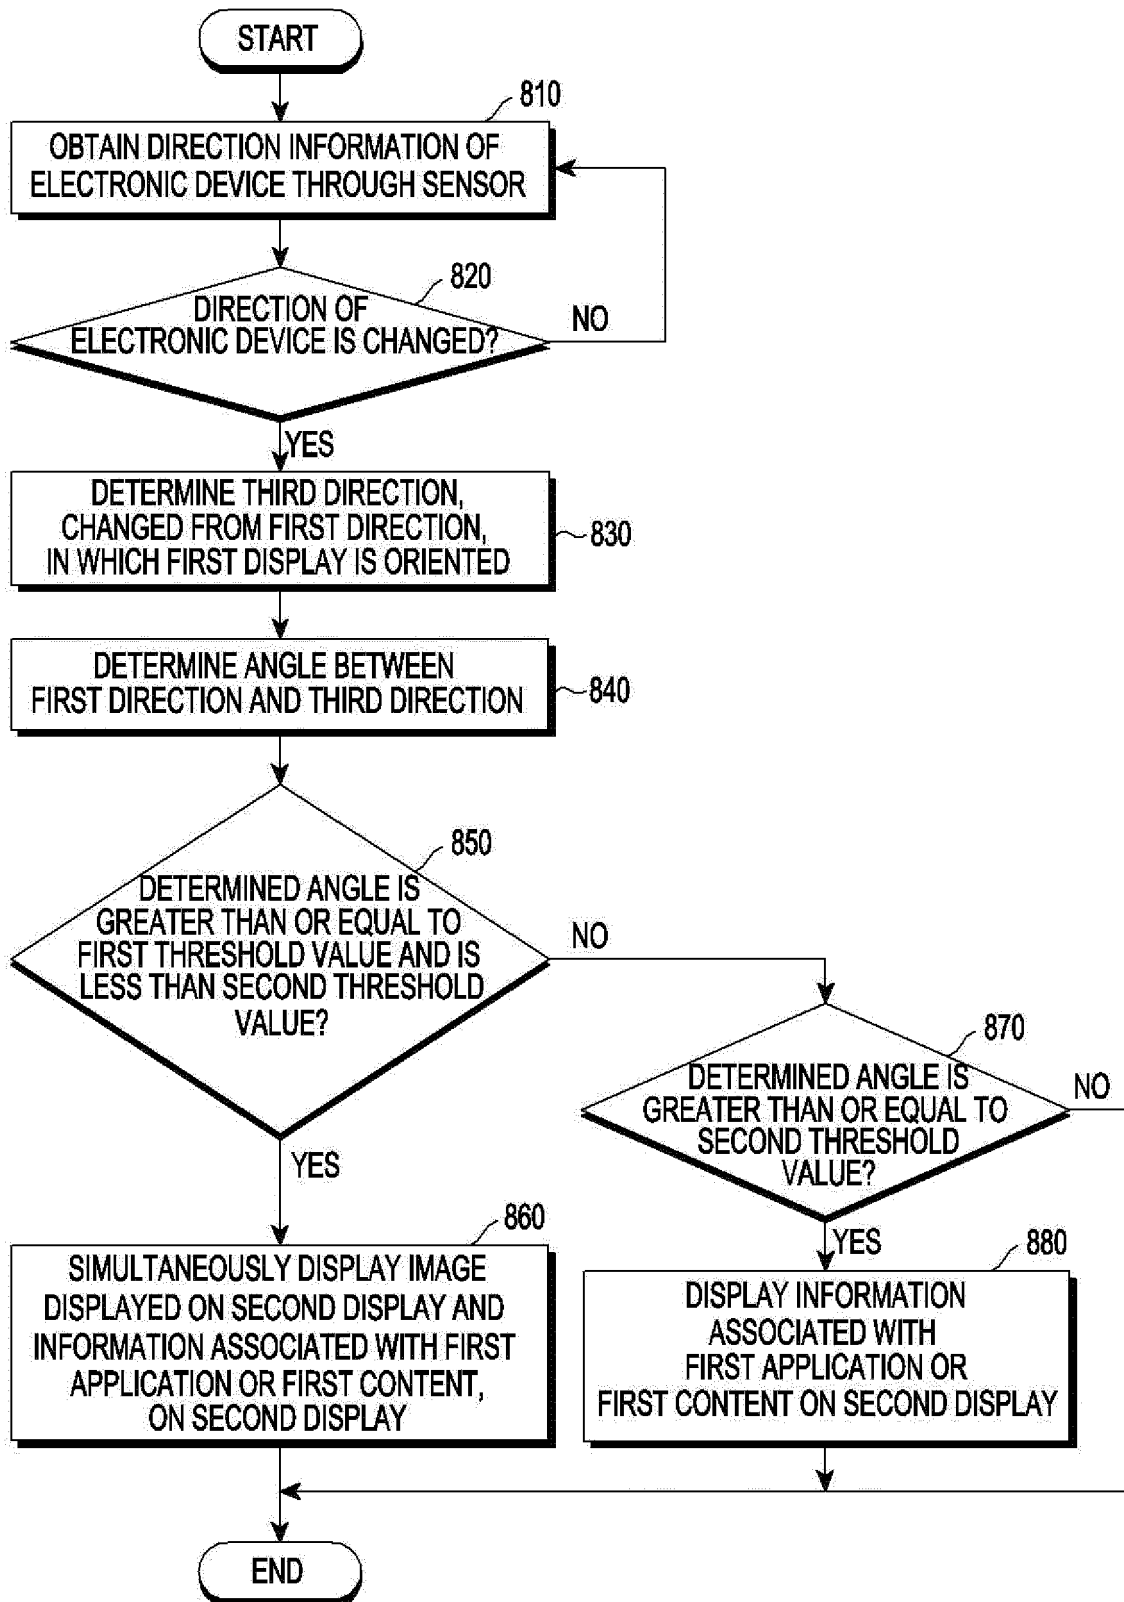 START
810
OBTAIN DIRECTION INFORMATION OF
ELECTRONIC DEVICE THROUGH SENSOR
820
DIRECTION OF
ELECTRONIC DEVICE IS CHANGED?
NO
YES
DETERMINE THIRD DIRECTION,
CHANGED FROM FIRST DIRECTION,
IN WHICH FIRST DISPLAY IS ORIENTED
830
DETERMINE ANGLE BETWEEN
FIRST DIRECTION AND THIRD DIRECTION
840
850
DETERMINED ANGLE IS
GREATER THAN OR EQUAL TO
FIRST THRESHOLD VALUE AND IS
LESS THAN SECOND THRESHOLD
VALUE?
NO
YES
870
DETERMINED ANGLE IS
GREATER THAN OR EQUAL TO
SECOND THRESHOLD
VALUE?
NO
YES
860
SIMULTANEOUSLY DISPLAY IMAGE
DISPLAYED ON SECOND DISPLAY AND
INFORMATION ASSOCIATED WITH FIRST
APPLICATION OR FIRST CONTENT,
ON SECOND DISPLAY
880
DISPLAY INFORMATION
ASSOCIATED WITH
FIRST APPLICATION OR
FIRST CONTENT ON SECOND DISPLAY
END